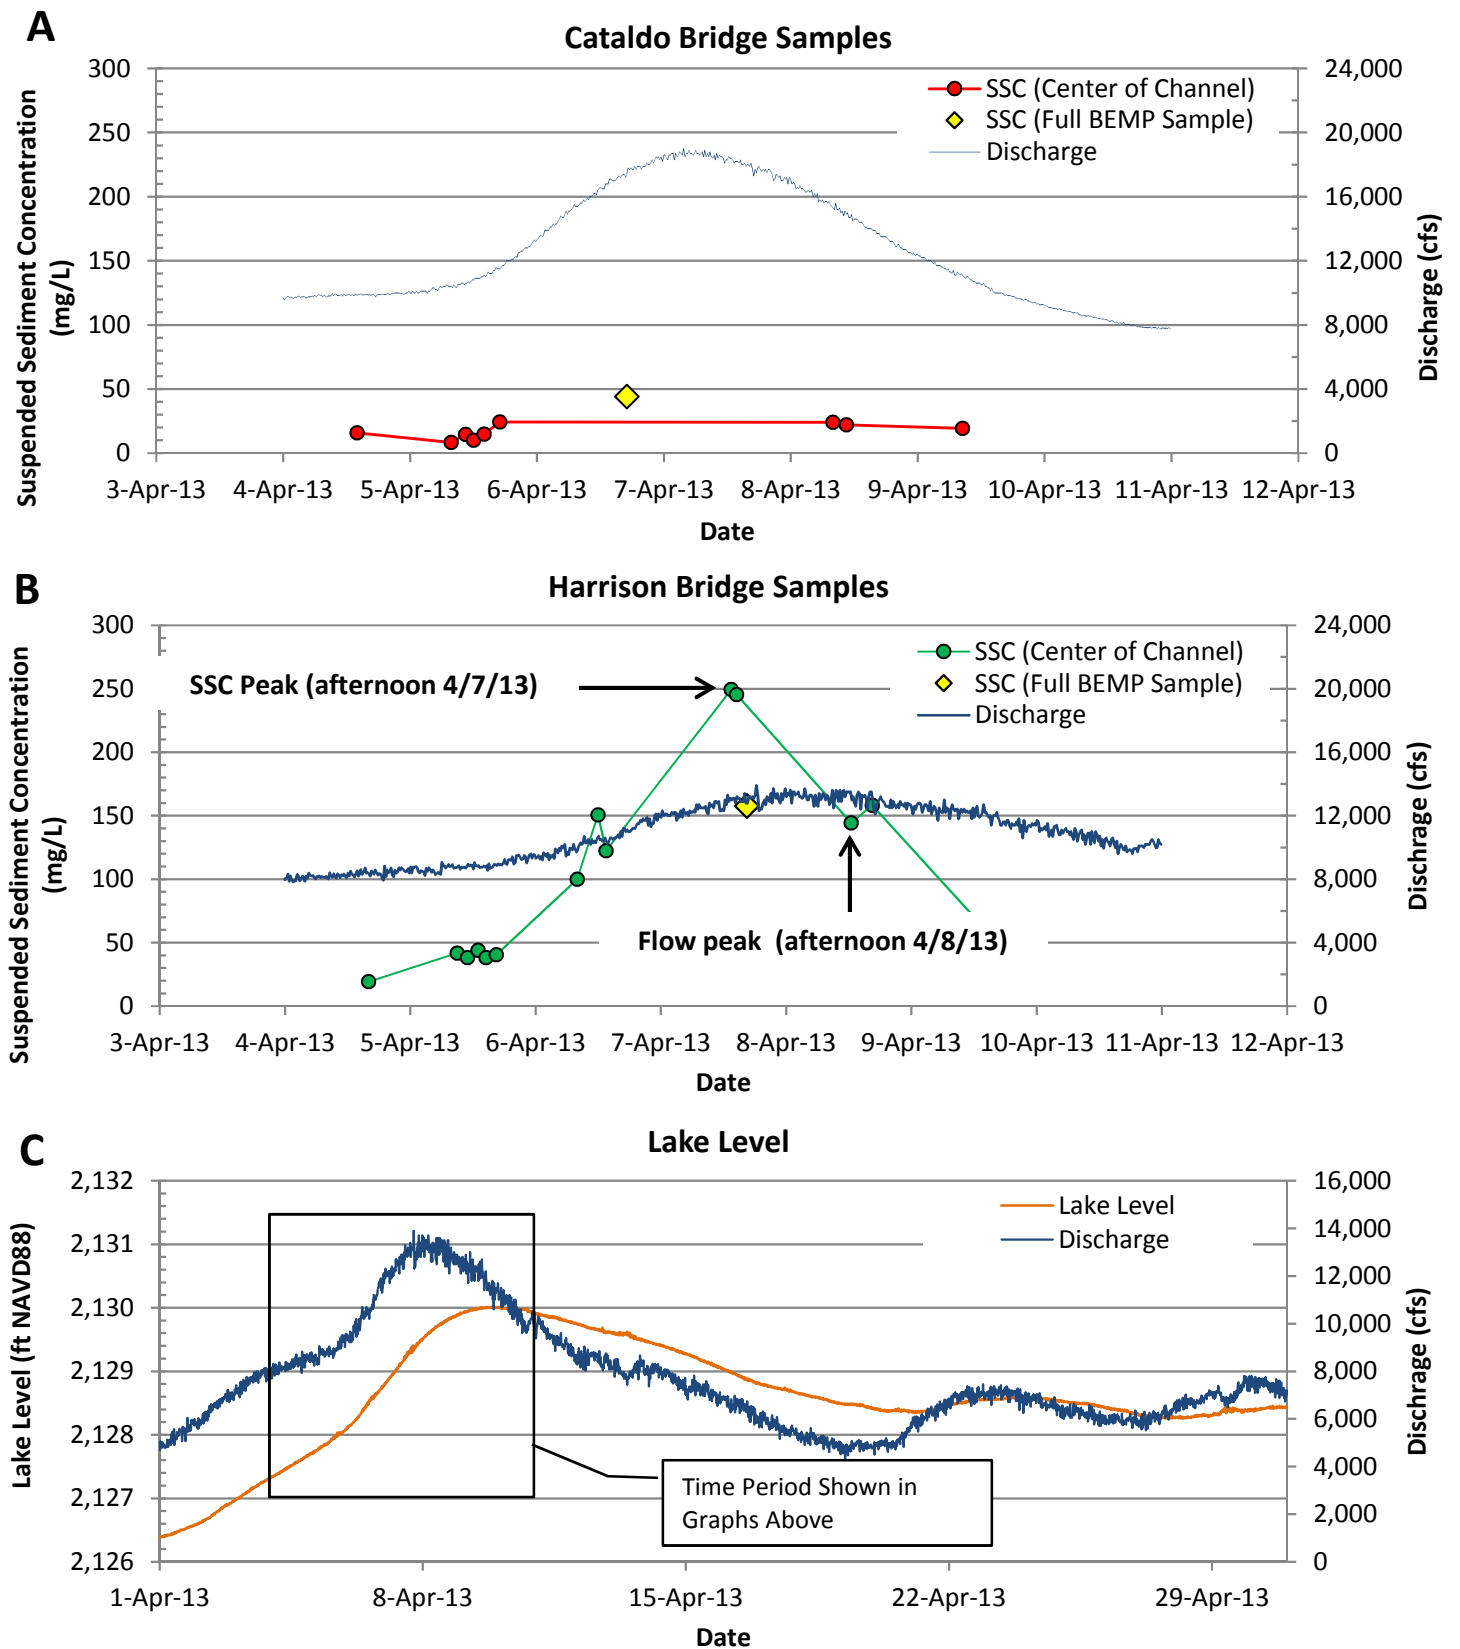 A
Cataldo Bridge Samples
Suspended Sediment Concentration
(mg/L)
300
250
200
150
100
50
0
24,000
20,000
16,000
12,000
8,000
4,000
0
Discharge (cfs)
SSC (Center of Channel)
SSC (Full BEMP Sample)
Discharge
3-Apr-13 4-Apr-13 5-Apr-13 6-Apr-13 7-Apr-13 8-Apr-13 9-Apr-13 10-Apr-13 11-Apr-13 12-Apr-13
Date
B
Harrison Bridge Samples
Suspended Sediment Concentration
(mg/L)
300
250
200
150
100
50
0
24,000
20,000
16,000
12,000
8,000
4,000
0
Dischrage (cfs)
SSC (Center of Channel)
SSC (Full BEMP Sample)
Discharge
SSC Peak (afternoon 4/7/13)
Flow peak (afternoon 4/8/13)
3-Apr-13 4-Apr-13 5-Apr-13 6-Apr-13 7-Apr-13 8-Apr-13 9-Apr-13 10-Apr-13 11-Apr-13 12-Apr-13
Date
C
Lake Level
Lake Level (ft NAVD88)
2,132
2,131
2,130
2,129
2,128
2,127
2,126
16,000
14,000
12,000
10,000
8,000
6,000
4,000
2,000
0
Dischrage (cfs)
Lake Level
Discharge
Time Period Shown in
Graphs Above
1-Apr-13 8-Apr-13 15-Apr-13 22-Apr-13 29-Apr-13
Date